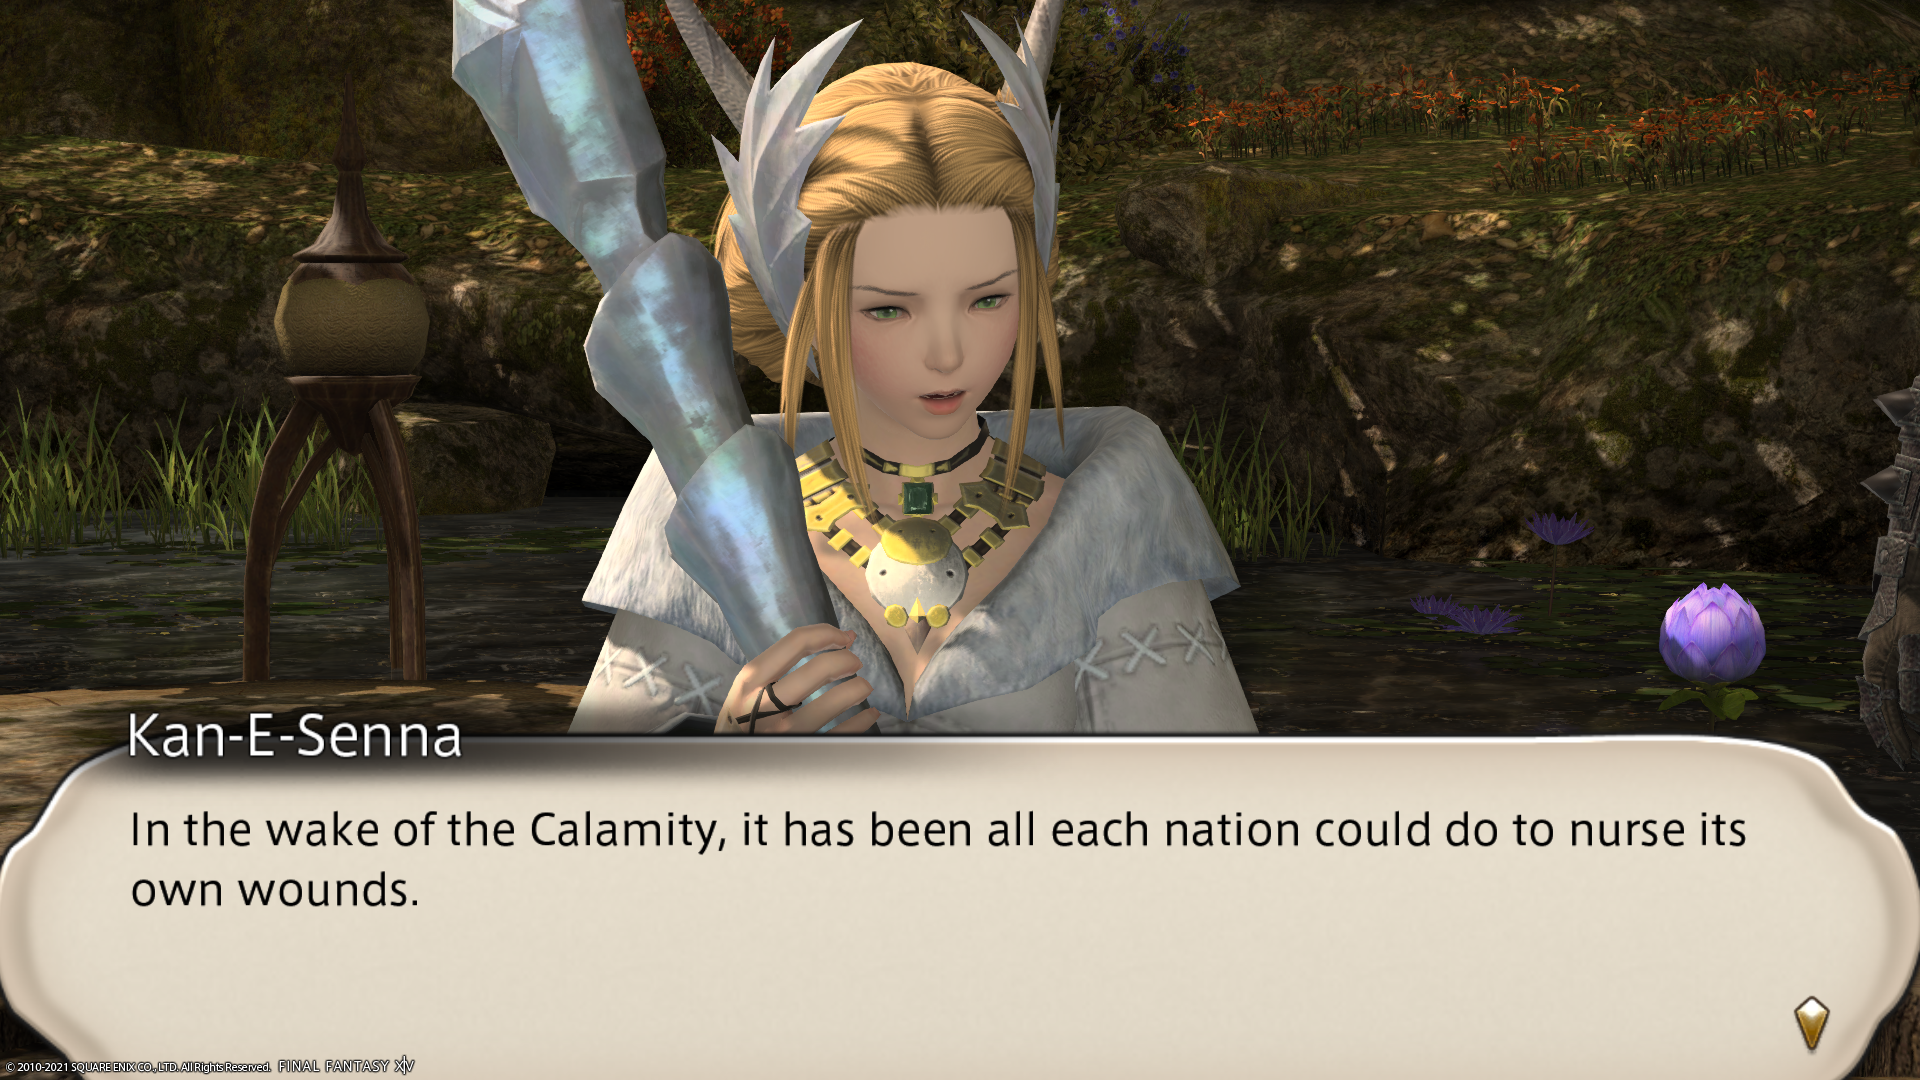 Kan-E-Senna
In the wake of the Calamity, it has been all each nation could do to nurse its
own wounds.
© 2010-2021 SQUARE ENIX CO., LTD. All Rights Reserved. FINAL FANTASY XIV